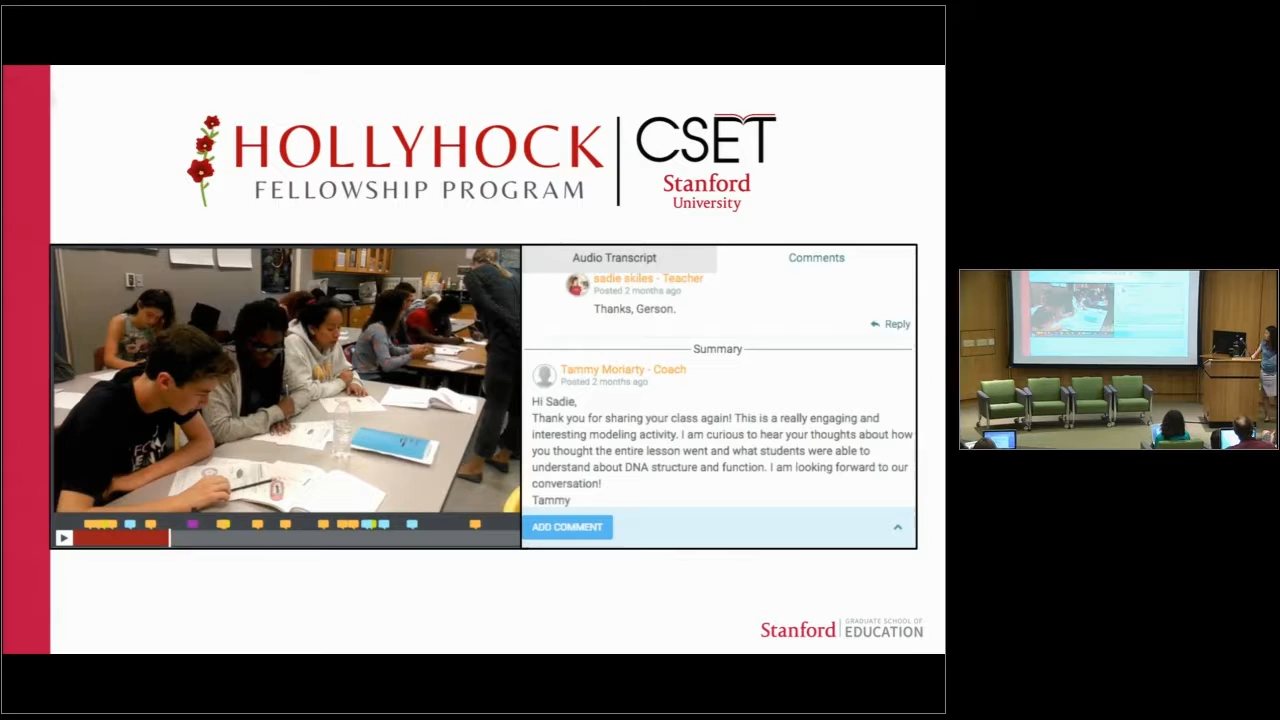 HOLLYHOCK
FELLOWSHIP PROGRAM
CSET
Stanford
University
Audio Transcript
Comments
sadie skiles - Teacher
Posted 2 months ago
Thanks, Gerson.
Reply
Summary
Tammy Moriarty - Coach
Posted 2 months ago
Hi Sadie,
Thank you for sharing your class again! This is a really engaging and
interesting modeling activity. I am curious to hear your thoughts about how
you thought the entire lesson went and what students were able to
understand about DNA structure and function. I am looking forward to our
conversation!
Tammy
ADD COMMENT
Stanford
GRADUATE SCHOOL OF
EDUCATION